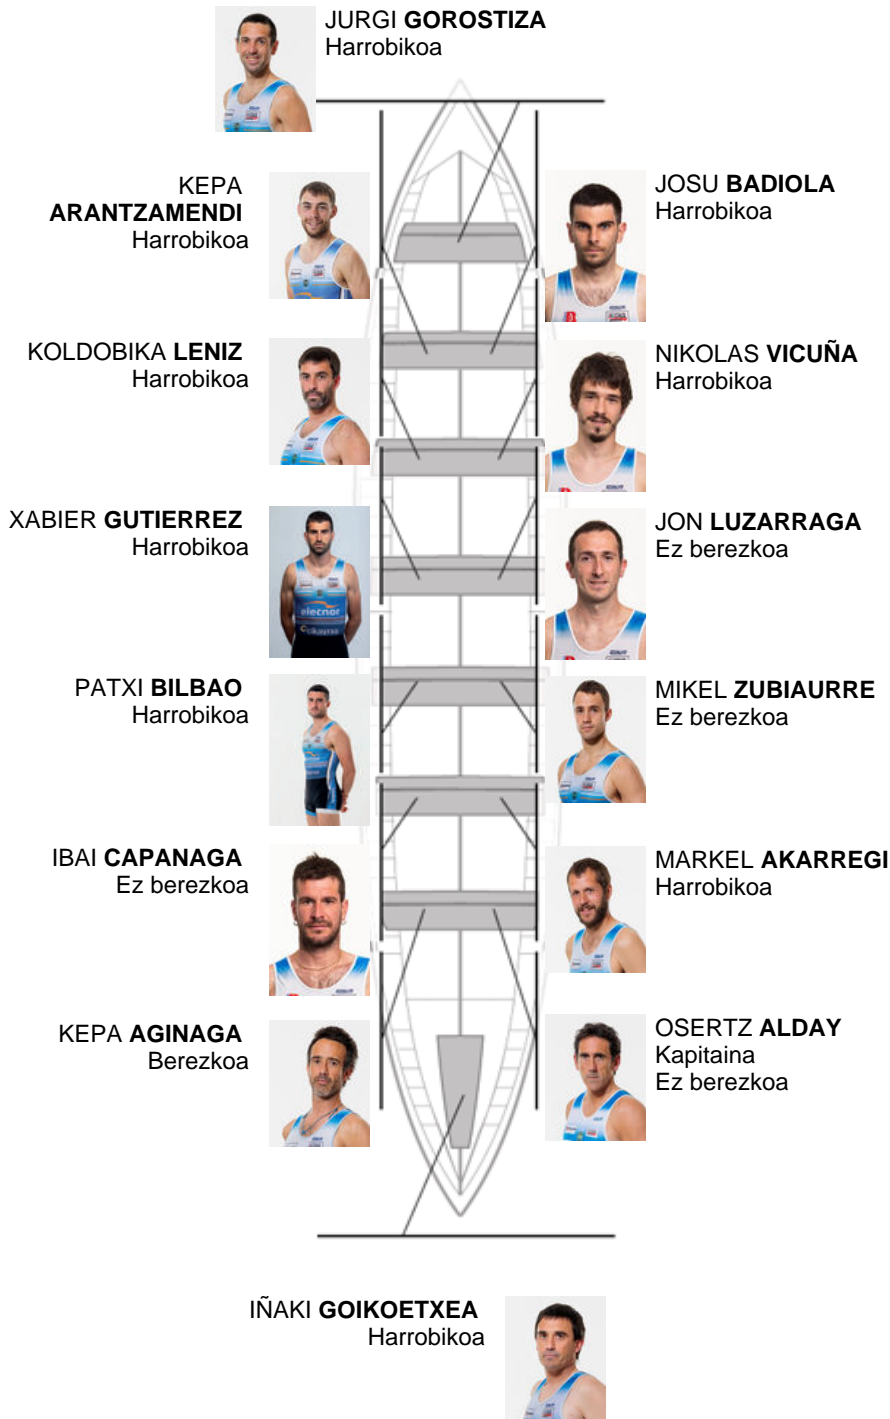 JURGI GOROSTIZA
Harrobikoa
KEPA
ARANTZAMENDI
Harrobikoa
JOSU BADIOLA
Harrobikoa
KOLDOBIKA LENIZ
Harrobikoa
NIKOLAS VICUÑA
Harrobikoa
XABIER GUTIERREZ
Harrobikoa
elecnor
JON LUZARRAGA
Ez berezkoa
PATXI BILBAO
Harrobikoa
MIKEL ZUBIAURRE
Ez berezkoa
IBAI CAPANAGA
Ez berezkoa
MARKEL AKARREGI
Harrobikoa
KEPA AGINAGA
Berezkoa
OSERTZ ALDAY
Kapitaina
Ez berezkoa
IÑAKI GOIKOETXEA
Harrobikoa